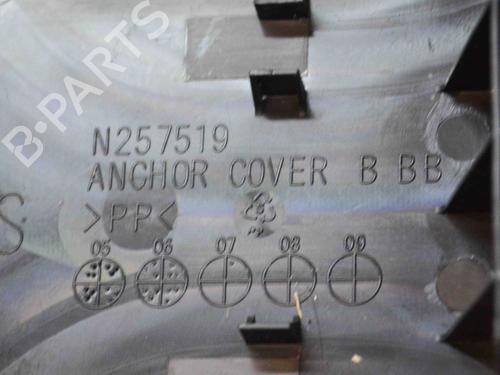 B-PARTS
N257519
ANCHOR COVER B BB
>PP<
05 06 07 08 09